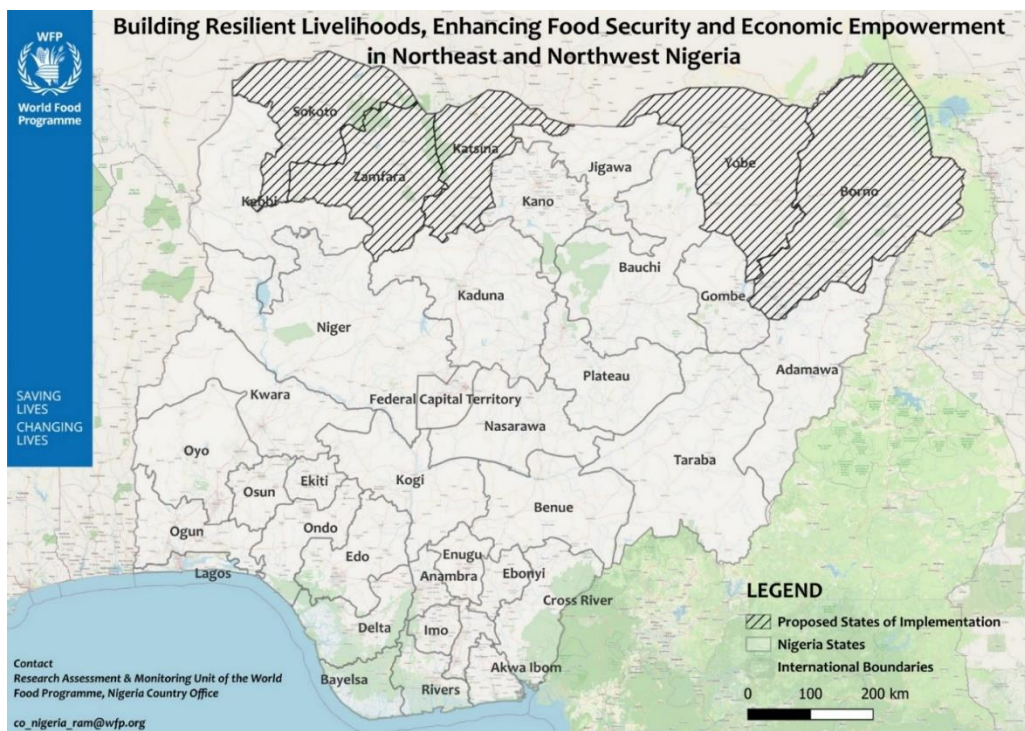 Building Resilient Livelihoods, Enhancing Food Security and Economic Empowerment
in Northeast and Northwest Nigeria
WFP
World Food
Programme
SAVING
LIVES
CHANGING
LIVES
Sokoto
Katsina
Zamfara
Kebbi
Jigawa
Kano
Yobe
Borno
Bauchi
Gombe
Kaduna
Niger
Adamawa
Plateau
Kwara
Federal Capital Territory
Nasarawa
Taraba
Oyo
Osun
Ekiti
Kogi
Benue
Ogun
Ondo
Edo
Enugu
Lagos
Anambra
Ebonyi
Cross River
Delta
Imo
Akwa Ibom
Bayelsa
Rivers
LEGEND
Proposed States of Implementation
Nigeria States
International Boundaries
0 100 200 km
Contact
Research Assessment & Monitoring Unit of the World
Food Programme, Nigeria Country Office
co_nigeria_ram@wfp.org